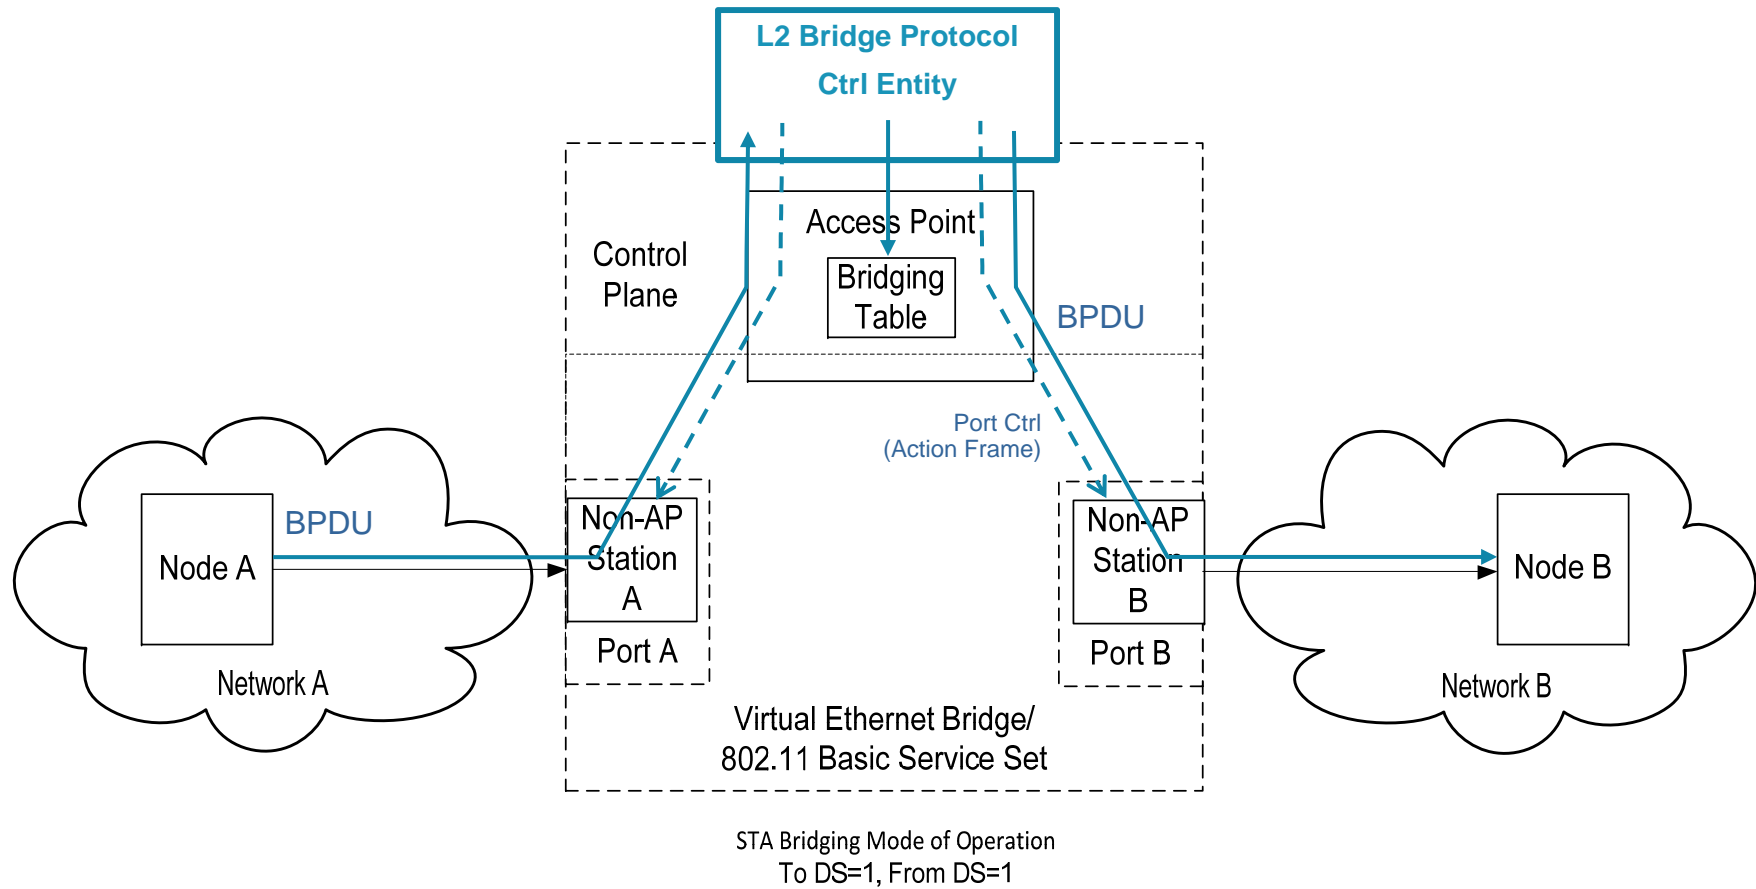 L2 Bridge Protocol
Ctrl Entity
Access Point
Control
Plane
Bridging
Table
BPDU
Port Ctrl
(Action Frame)
BPDU
Node A
Network A
Non-AP
Station
A
Port A
Non-AP
Station
B
Port B
Node B
Network B
Virtual Ethernet Bridge/
802.11 Basic Service Set
STA Bridging Mode of Operation
To DS=1, From DS=1